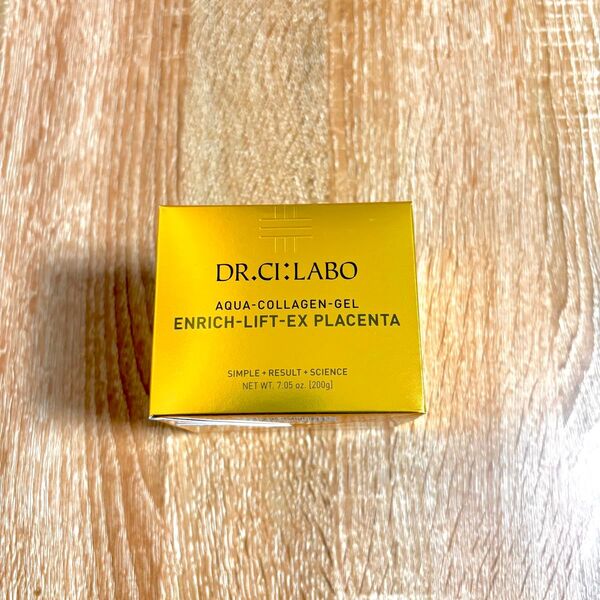 DR.CI:LABO
AQUA-COLLAGEN-GEL
ENRICH-LIFT-EX PLACENTA
SIMPLE + RESULT + SCIENCE
NET WT. 7.05 oz. [200g]